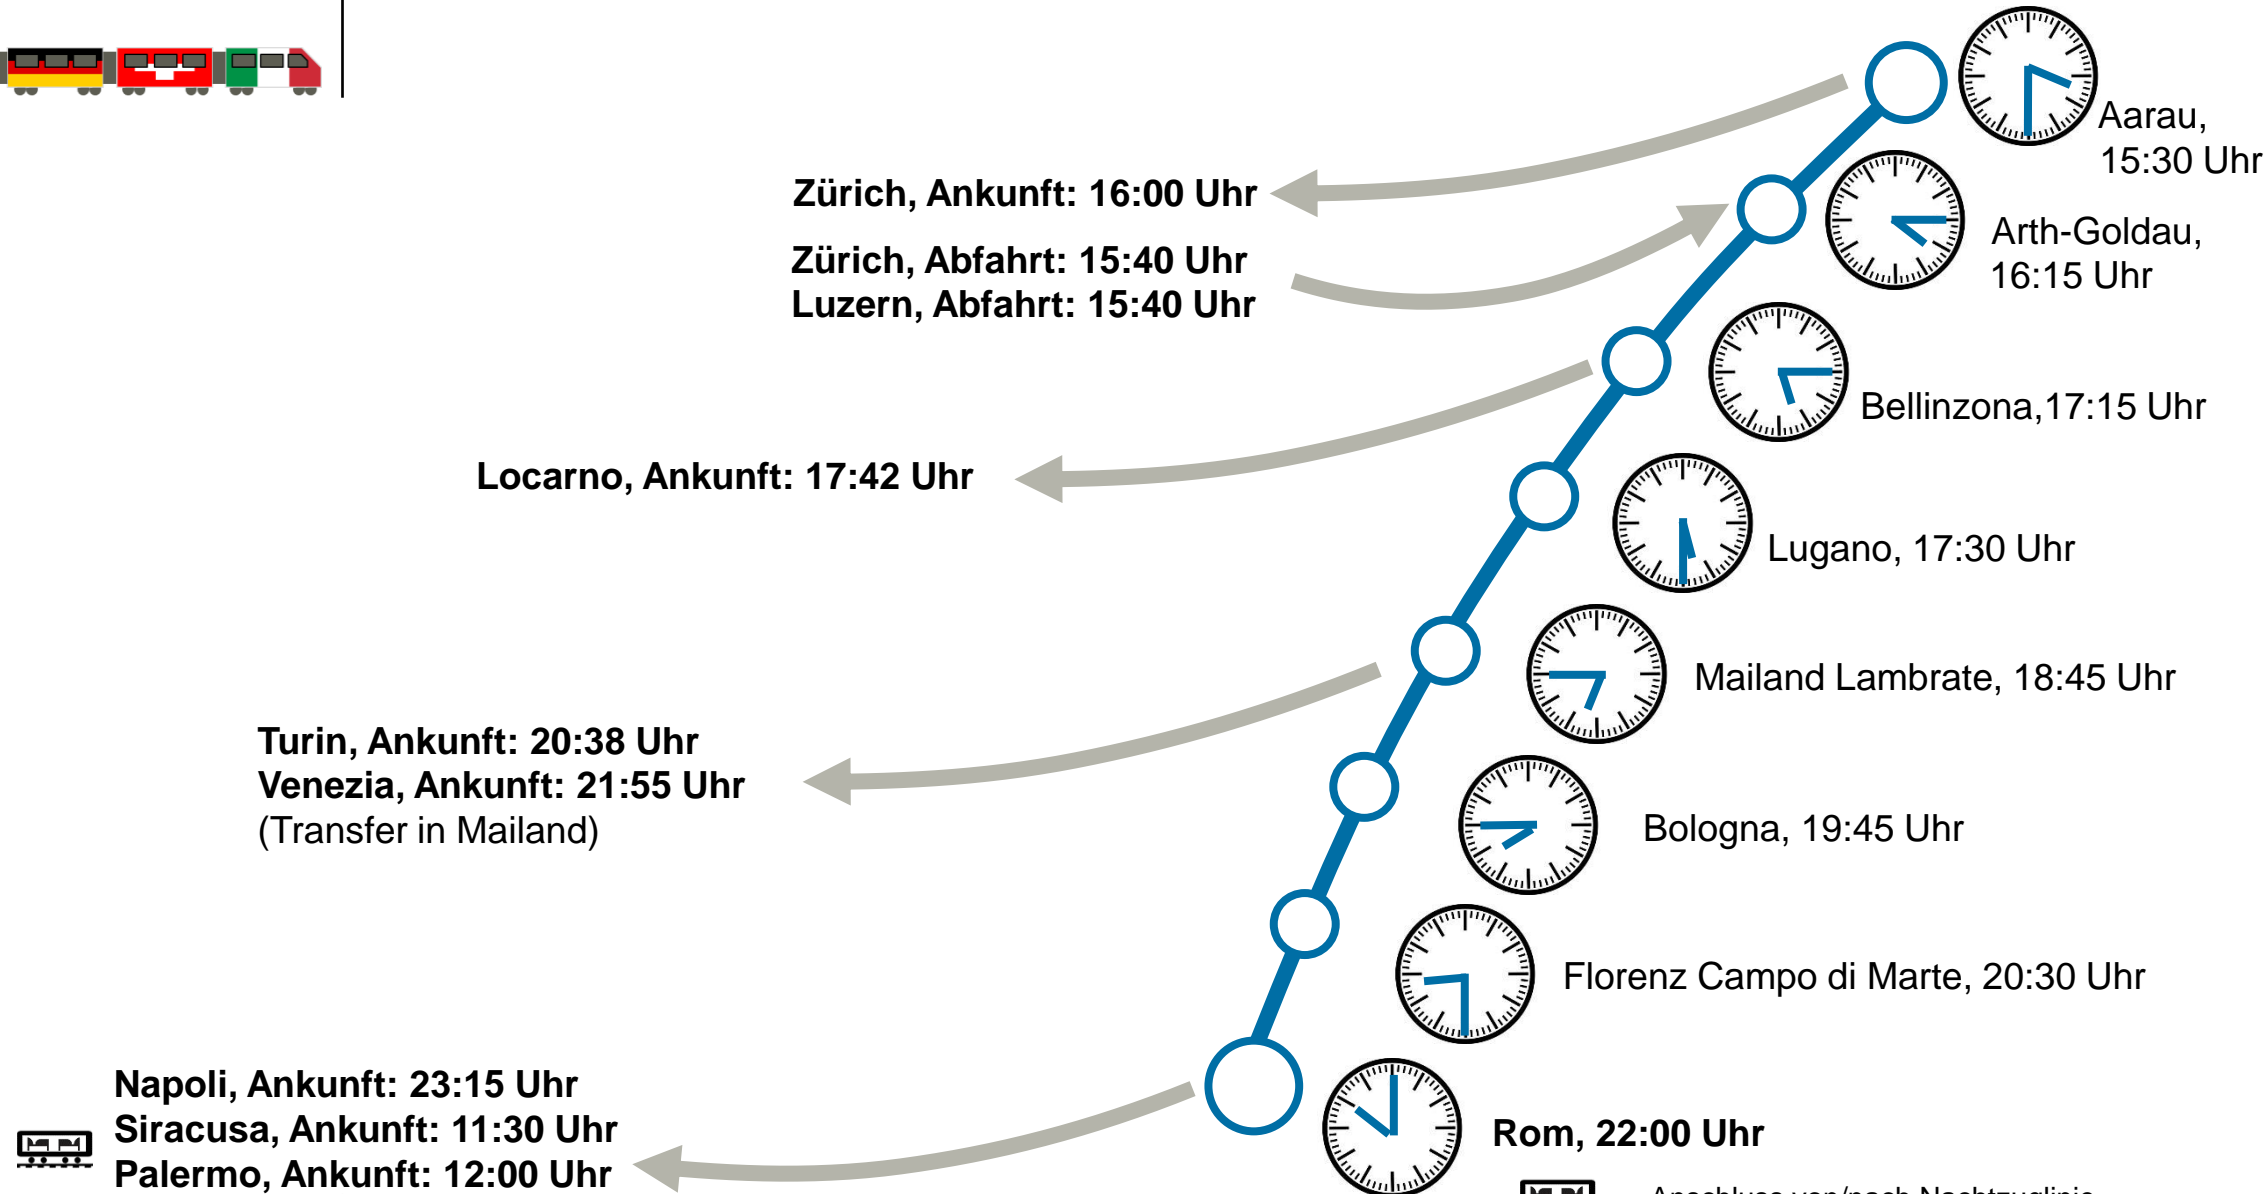 Aarau,
15:30 Uhr
Zürich, Ankunft: 16:00 Uhr
Zürich, Abfahrt: 15:40 Uhr
Luzern, Abfahrt: 15:40 Uhr
Arth-Goldau,
16:15 Uhr
Bellinzona,17:15 Uhr
Locarno, Ankunft: 17:42 Uhr
Lugano, 17:30 Uhr
Mailand Lambrate, 18:45 Uhr
Turin, Ankunft: 20:38 Uhr
Venezia, Ankunft: 21:55 Uhr
(Transfer in Mailand)
Bologna, 19:45 Uhr
Florenz Campo di Marte, 20:30 Uhr
Napoli, Ankunft: 23:15 Uhr
Siracusa, Ankunft: 11:30 Uhr
Palermo, Ankunft: 12:00 Uhr
Rom, 22:00 Uhr
Anschluss von/nach Nachtzuglinie